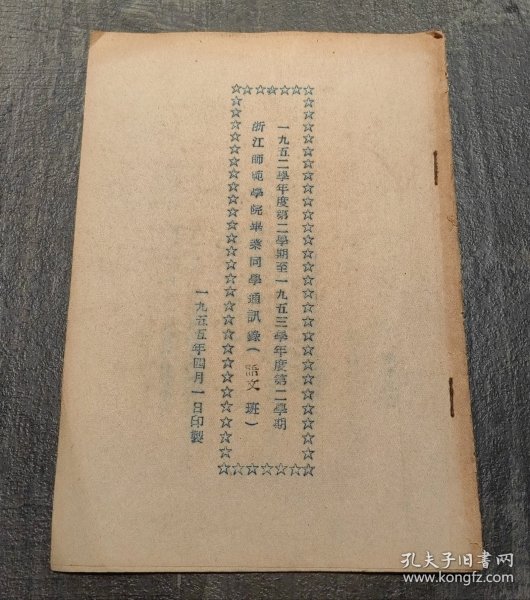 一九五二學年度第二學期至一九五三學年度第二學期
浙江師範學院畢業同學通訊錄(語文班)
一九五五年四月一日印製
孔夫子旧书网
www.kongfz.com